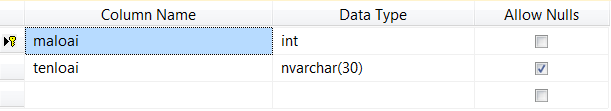 Column Name Data Type Allow Nulls
maloai int
tenloai nvarchar(30)